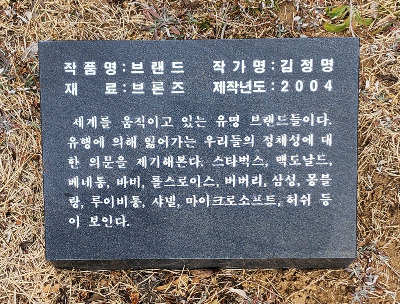 작품명:브랜드 작가명:김정명
재 료:브론즈 제작년도:2004
세계를 움직이고 있는 유명 브랜드들이다.
유행에 의해 잃어가는 우리들의 정체성에 대
한 의문을 제기해본다. 스타벅스, 맥도날드,
베네통, 바비, 롤스로이스, 버버리, 삼성, 몽블
랑, 루이비통, 샤넬, 마이크로소프트, 허쉬 등
이 보인다.